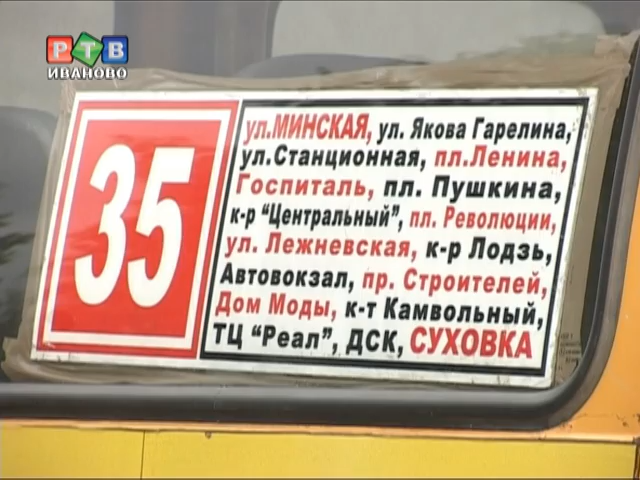 РТВ
ИВАНОВО
35
ул.МИНСКАЯ, ул. Якова Гарелина,
ул.Станционная, пл.Ленина,
Госпиталь, пл. Пушкина,
к-р "Центральный", пл. Революции,
ул. Лежневская, к-р Лодзь,
Автовокзал, пр. Строителей,
Дом Моды, к-т Камвольный,
ТЦ "Реал", ДСК, СУХОВКА